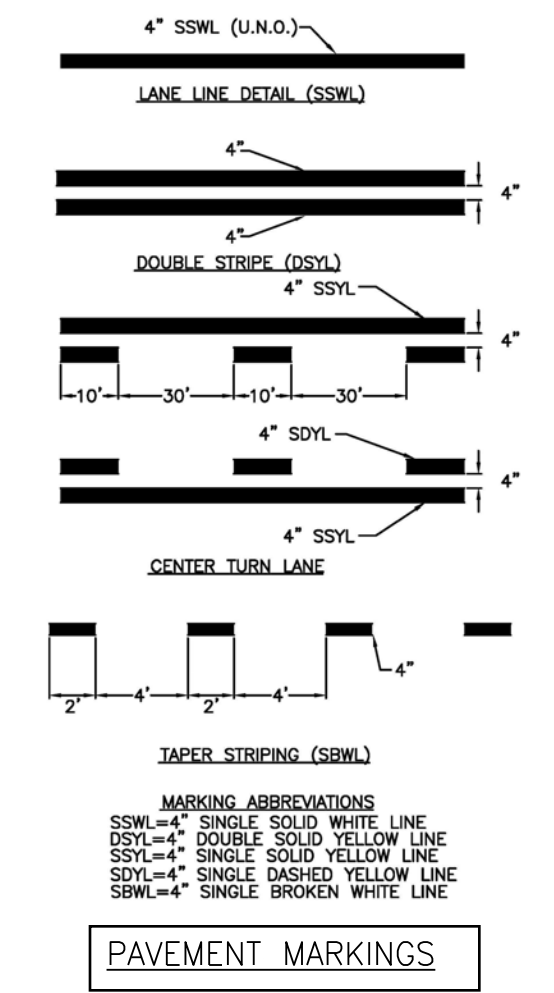 4" SSWL (U.N.O.)
LANE LINE DETAIL (SSWL)
4"
4"
4"
DOUBLE STRIPE (DSYL)
4" SSYL
4"
10' 30' 10' 30'
4" SDYL
4"
4" SSYL
CENTER TURN LANE
4"
2' 4' 2' 4'
TAPER STRIPING (SBWL)
MARKING ABBREVIATIONS
SSWL=4" SINGLE SOLID WHITE LINE
DSYL=4" DOUBLE SOLID YELLOW LINE
SSYL=4" SINGLE SOLID YELLOW LINE
SDYL=4" SINGLE DASHED YELLOW LINE
SBWL=4" SINGLE BROKEN WHITE LINE
PAVEMENT MARKINGS